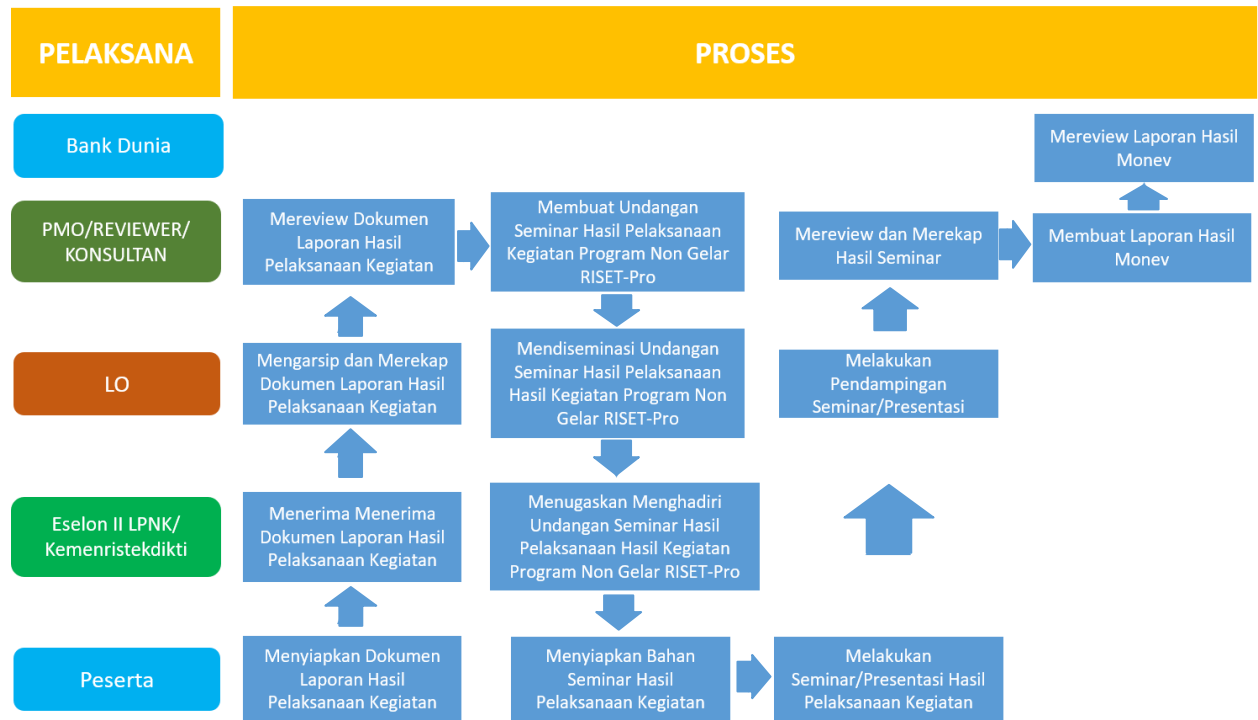 PELAKSANA
PROSES
Bank Dunia
Mereview Laporan Hasil
Monev
PMO/REVIEWER/
KONSULTAN
Mereview Dokumen
Laporan Hasil
Pelaksanaan Kegiatan
Membuat Undangan
Seminar Hasil Pelaksanaan
Kegiatan Program Non Gelar
RISET-Pro
Mereview dan Merekap
Hasil Seminar
Membuat Laporan Hasil
Monev
LO
Mengarsip dan Merekap
Dokumen Laporan Hasil
Pelaksanaan Kegiatan
Mendiseminasi Undangan
Seminar Hasil Pelaksanaan
Hasil Kegiatan Program Non
Gelar RISET-Pro
Melakukan
Pendampingan
Seminar/Presentasi
Eselon II LPNK/
Kemenristekdikti
Menerima Menerima
Dokumen Laporan Hasil
Pelaksanaan Kegiatan
Menugaskan Menghadiri
Undangan Seminar Hasil
Pelaksanaan Hasil Kegiatan
Program Non Gelar RISET-Pro
Peserta
Menyiapkan Dokumen
Laporan Hasil
Pelaksanaan Kegiatan
Menyiapkan Bahan
Seminar Hasil
Pelaksanaan Kegiatan
Melakukan
Seminar/Presentasi Hasil
Pelaksanaan Kegiatan